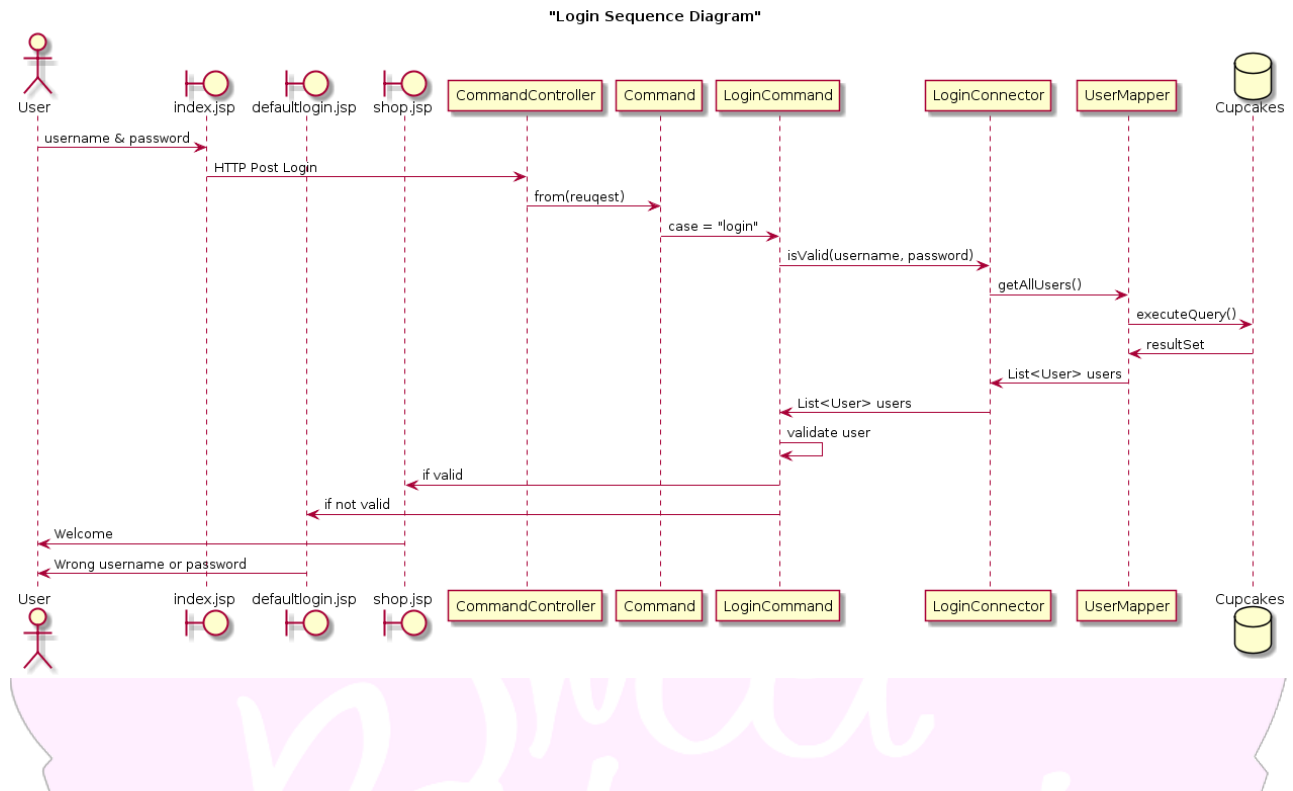 "Login Sequence Diagram"
User
index.jsp
defaultlogin.jsp
shop.jsp
CommandController
Command
LoginCommand
LoginConnector
UserMapper
Cupcakes
username & password
HTTP Post Login
from(reuqest)
case = "login"
isValid(username, password)
getAllUsers()
executeQuery()
resultSet
List<User> users
List<User> users
validate user
if valid
if not valid
Welcome
Wrong username or password
User
index.jsp
defaultlogin.jsp
shop.jsp
CommandController
Command
LoginCommand
LoginConnector
UserMapper
Cupcakes